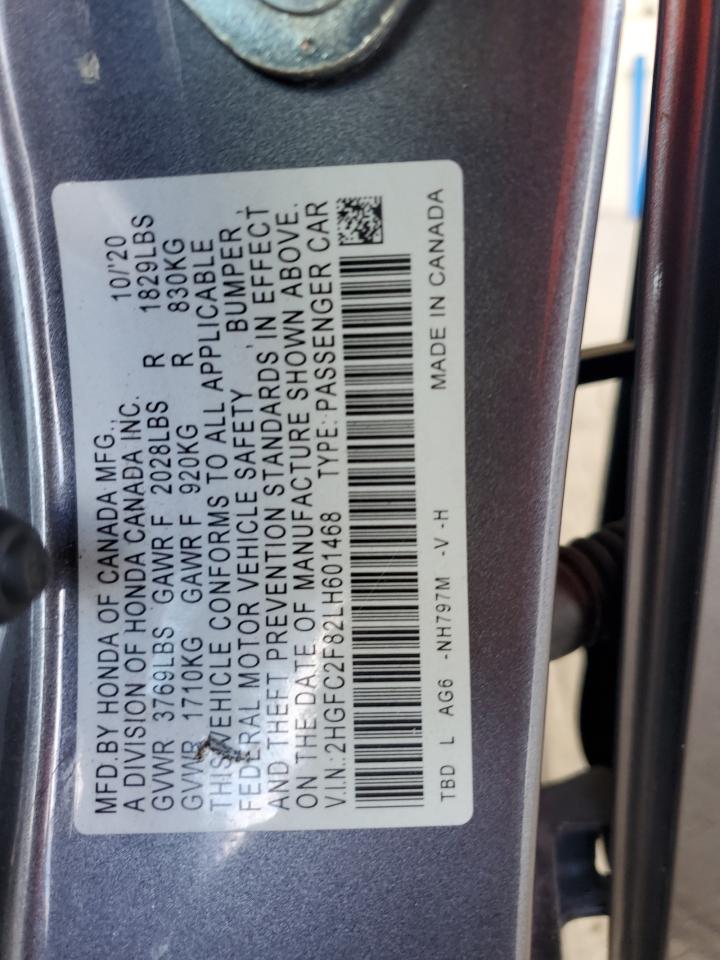 MFD.BY HONDA OF CANADA MFG.,
A DIVISION OF HONDA CANADA INC. 10/'20
GVWR 3769LBS GAWR F 2028LBS R 1829LBS
GVWR 1710KG GAWR F 920KG R 830KG
THIS VEHICLE CONFORMS TO ALL APPLICABLE
FEDERAL MOTOR VEHICLE SAFETY , BUMPER ,
AND THEFT PREVENTION STANDARDS IN EFFECT
ON THE DATE OF MANUFACTURE SHOWN ABOVE.
V.I.N.:2HGFC2F82LH601468 TYPE:PASSENGER CAR
TBD L AG6 -NH797M -V-H MADE IN CANADA